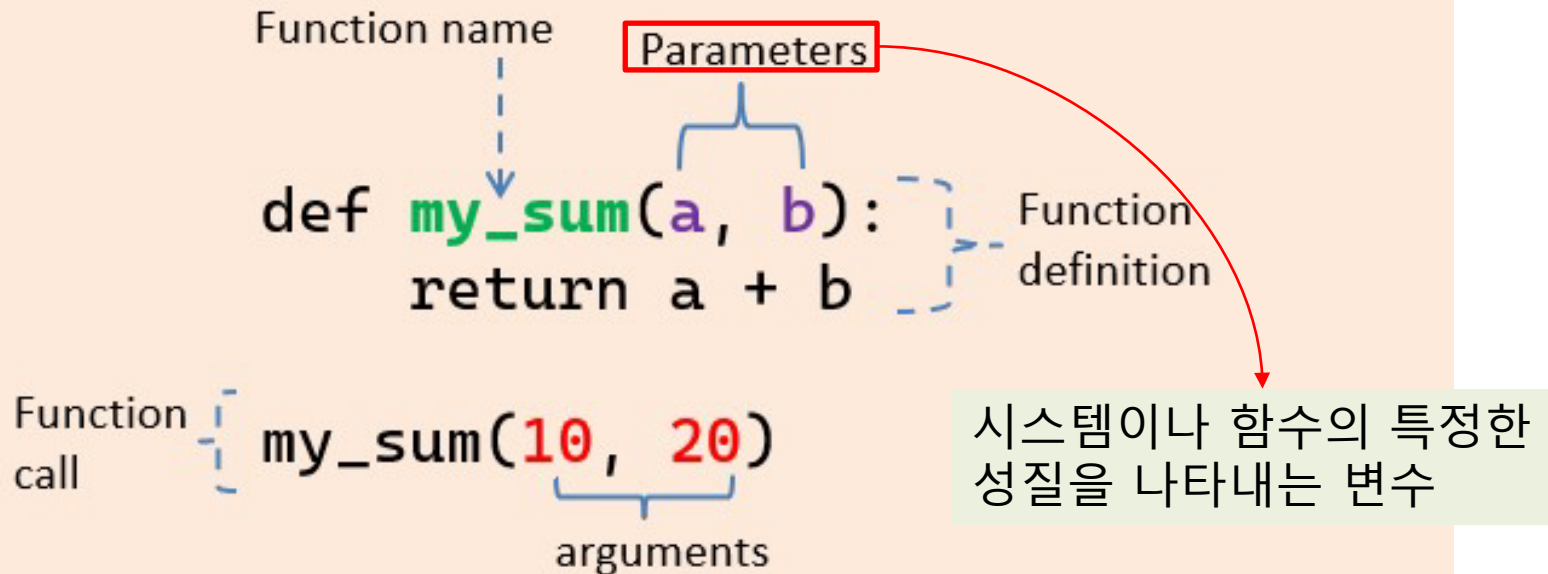 Function name
Parameters
def my_sum(a, b):
return a + b
Function
definition
Function
call
my_sum(10, 20)
arguments
시스템이나 함수의 특정한
성질을 나타내는 변수